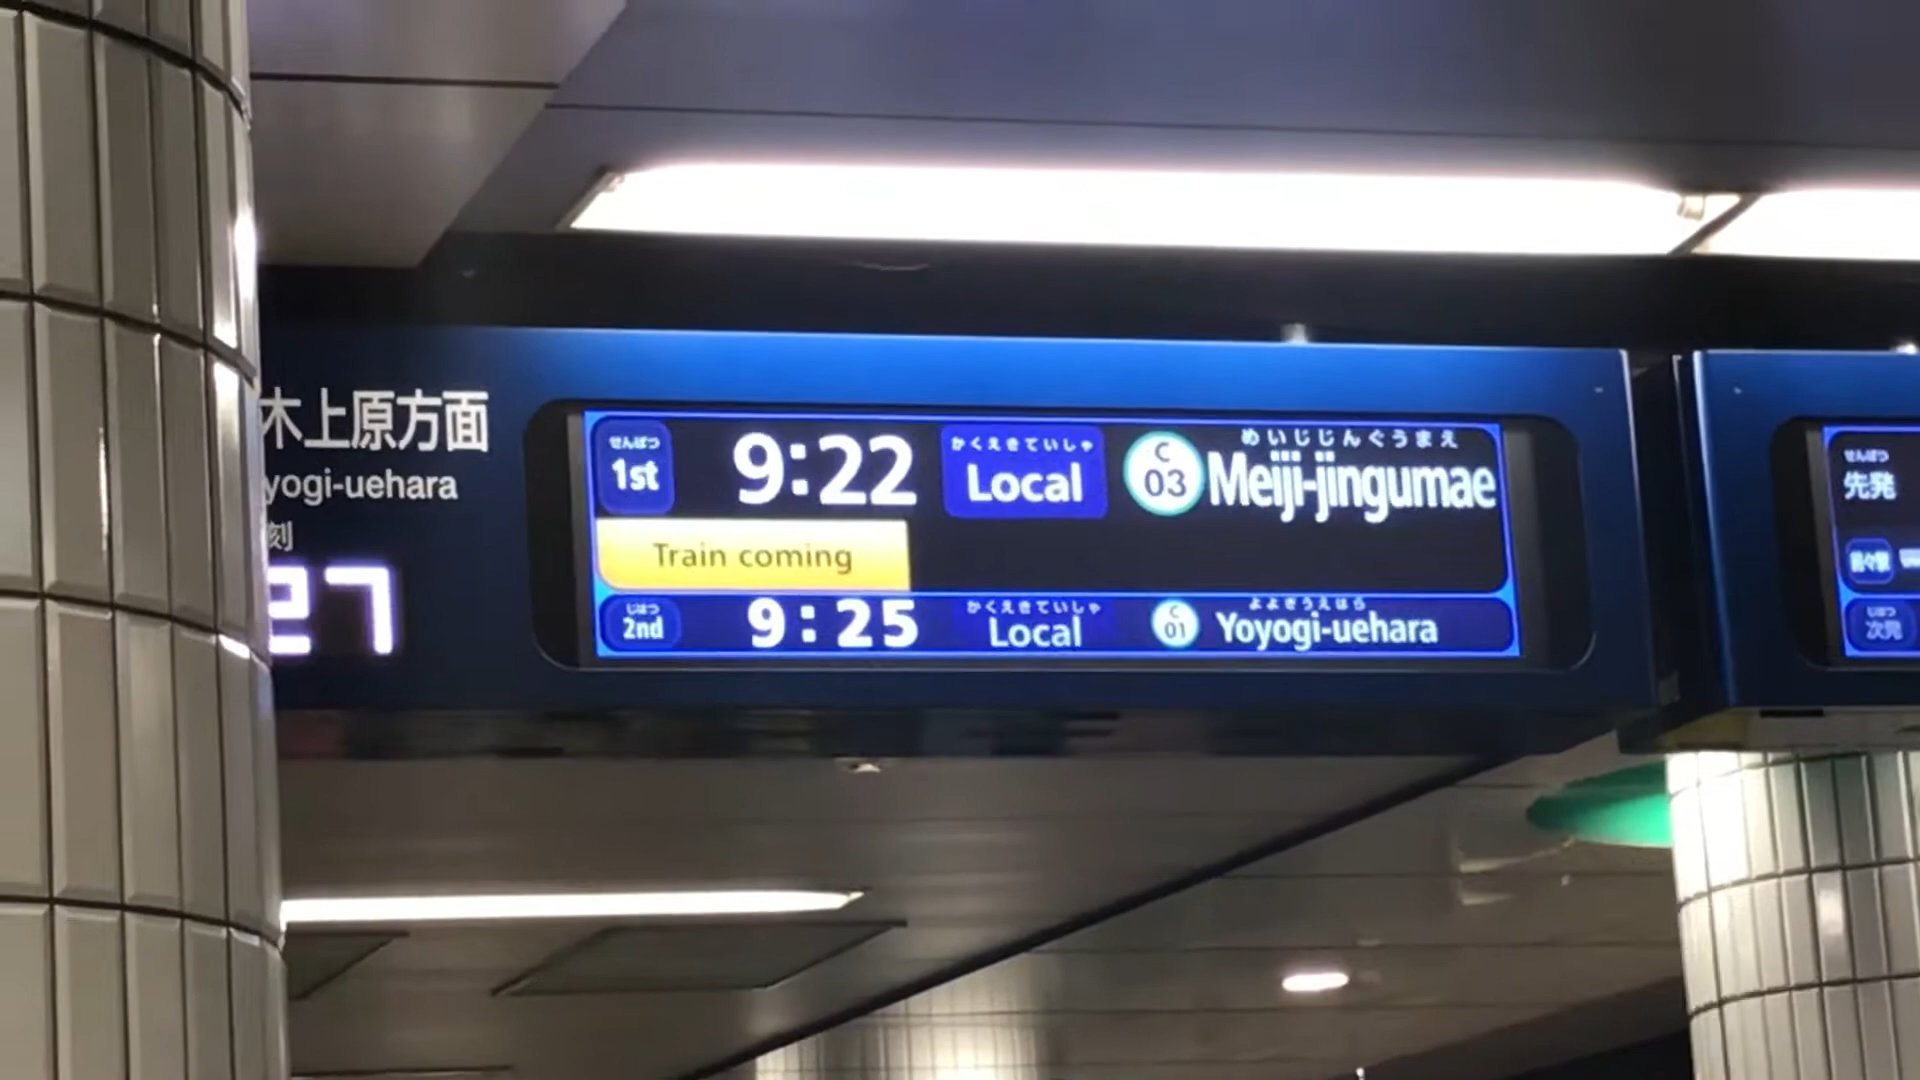 木上原方面
yogi-uehara
刻
27
せんぱつ
1st
9:22
かくえきていしゃ
Local
C
03
めいじじんぐうまえ
Meiji-jingumae
Train coming
じはつ
2nd
9:25
かくえきていしゃ
Local
C
01
よよぎうえはら
Yoyogi-uehara
せんぱつ
先発
じはつ
次発